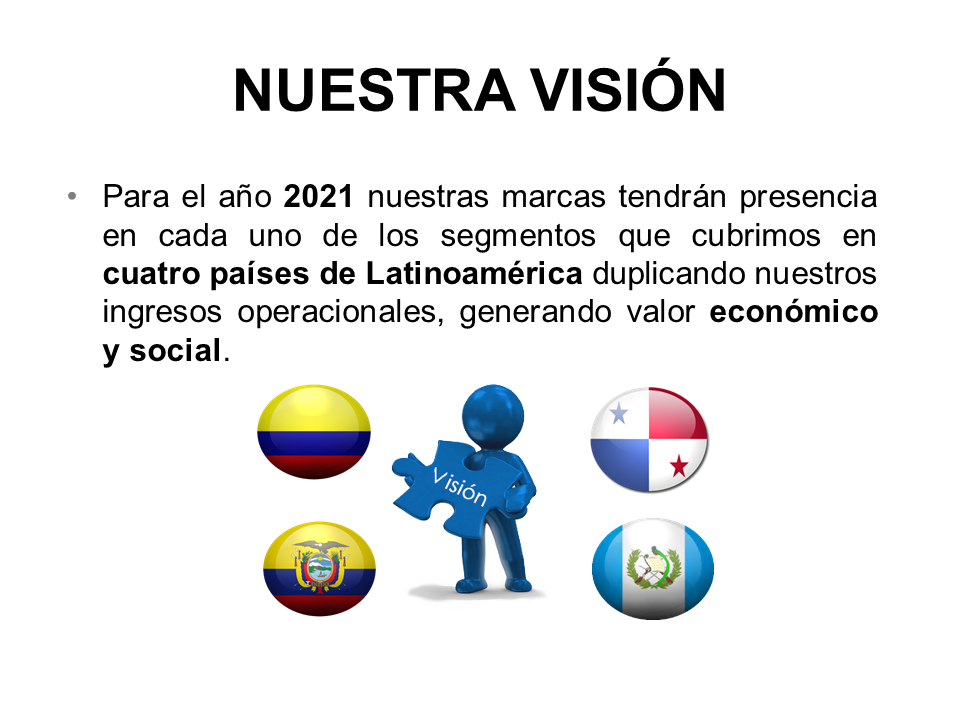 NUESTRA VISIÓN
• Para el año 2021 nuestras marcas tendrán presencia
en cada uno de los segmentos que cubrimos en
cuatro países de Latinoamérica duplicando nuestros
ingresos operacionales, generando valor económico
y social.
Visión